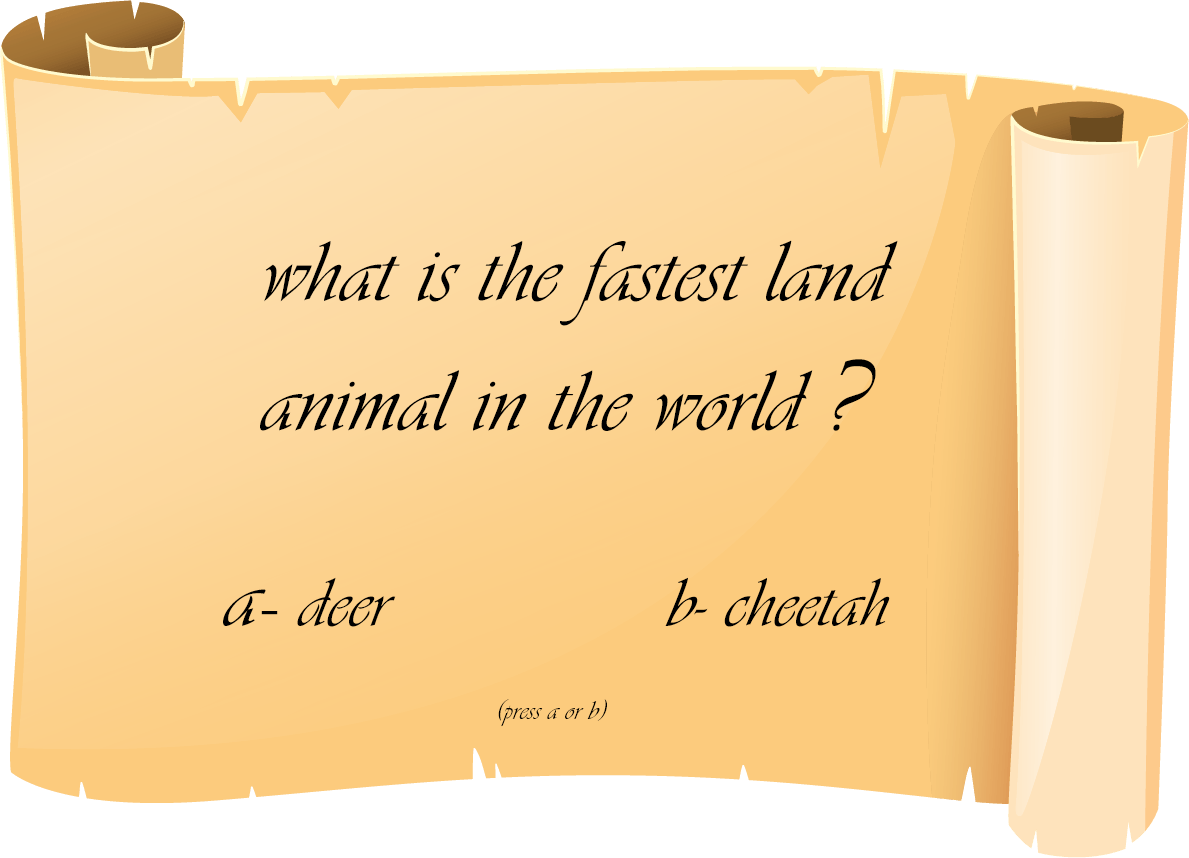 what is the fastest land
animal in the world ?
a- deer b- cheetah
(press a or b)